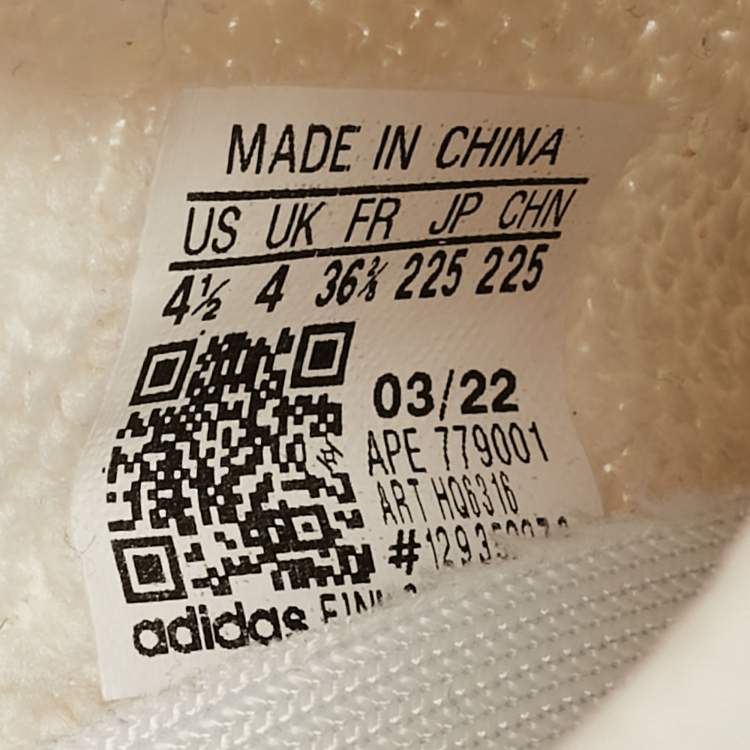 MADE IN CHINA
US UK FR JP CHN
4½ 4 36⅔ 225 225
03/22
APE 779001
ART HQ6316
adidas